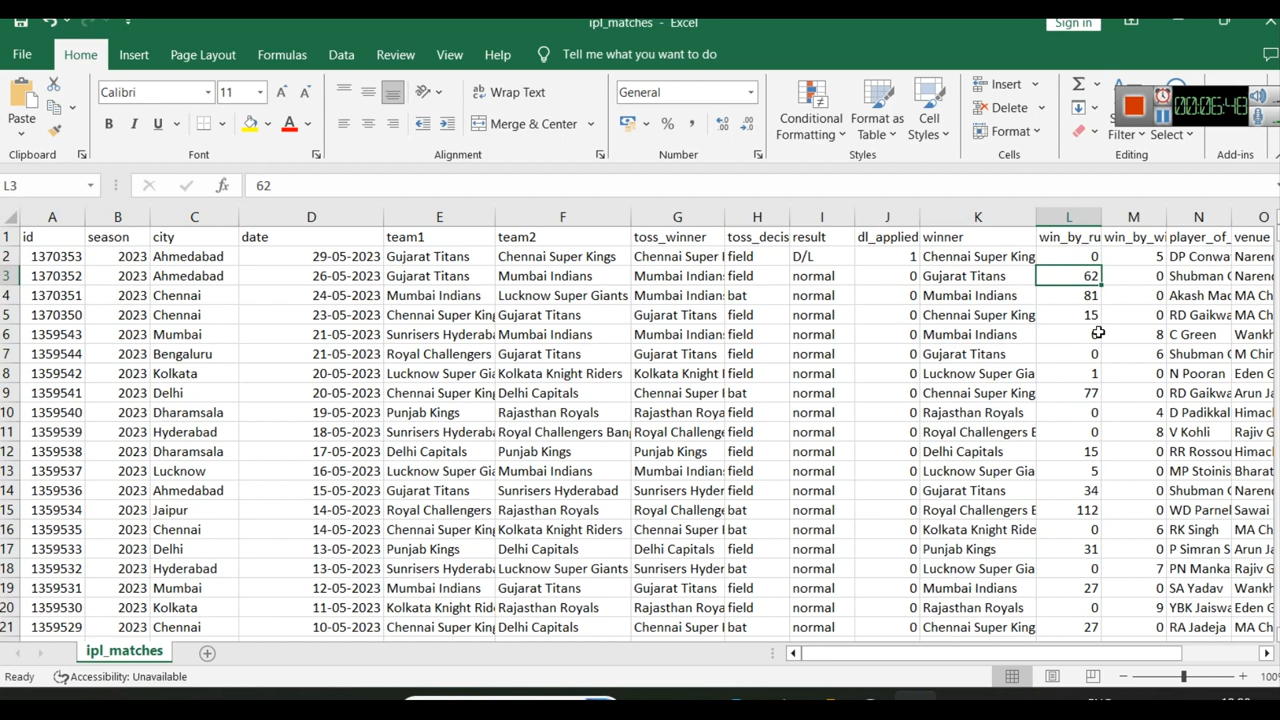 ipl_matches - Excel
Sign in
File Home Insert Page Layout Formulas Data Review View Help Tell me what you want to do
Paste
Calibri 11
Wrap Text
General
Merge & Center
Conditional Formatting
Format as Table
Cell Styles
Insert
Delete
Format
Filter Select
00:06:48
Clipboard Font Alignment Number Styles Cells Editing Add-ins
L3 fx 62
A B C D E F G H I J K L M N O
1 id season city date team1 team2 toss_winner toss_decis result dl_applied winner win_by_ru win_by_wi player_of_ venue
2 1370353 2023 Ahmedabad 29-05-2023 Gujarat Titans Chennai Super Kings Chennai Super field D/L 1 Chennai Super King 0 5 DP Conwa Narend
3 1370352 2023 Ahmedabad 26-05-2023 Gujarat Titans Mumbai Indians Mumbai Indians field normal 0 Gujarat Titans 62 0 Shubman Narend
4 1370351 2023 Chennai 24-05-2023 Mumbai Indians Lucknow Super Giants Mumbai Indians bat normal 0 Mumbai Indians 81 0 Akash Mad MA Ch
5 1370350 2023 Chennai 23-05-2023 Chennai Super King Gujarat Titans Gujarat Titans field normal 0 Chennai Super King 15 0 RD Gaikwa MA Ch
6 1359543 2023 Mumbai 21-05-2023 Sunrisers Hyderaba Mumbai Indians Mumbai Indians field normal 0 Mumbai Indians 8 C Green Wankh
7 1359544 2023 Bengaluru 21-05-2023 Royal Challengers Gujarat Titans Gujarat Titans field normal 0 Gujarat Titans 0 6 Shubman M Chin
8 1359542 2023 Kolkata 20-05-2023 Lucknow Super Gia Kolkata Knight Riders Kolkata Knight R field normal 0 Lucknow Super Gia 1 0 N Pooran Eden G
9 1359541 2023 Delhi 20-05-2023 Chennai Super King Delhi Capitals Chennai Super bat normal 0 Chennai Super King 77 0 RD Gaikwa Arun J
10 1359540 2023 Dharamsala 19-05-2023 Punjab Kings Rajasthan Royals Rajasthan Roya field normal 0 Rajasthan Royals 0 4 D Padikkal Himac
11 1359539 2023 Hyderabad 18-05-2023 Sunrisers Hyderaba Royal Challengers Bang Royal Challenge field normal 0 Royal Challengers B 0 8 V Kohli Rajiv G
12 1359538 2023 Dharamsala 17-05-2023 Delhi Capitals Punjab Kings Punjab Kings field normal 0 Delhi Capitals 15 0 RR Rossou Himac
13 1359537 2023 Lucknow 16-05-2023 Lucknow Super Gia Mumbai Indians Mumbai Indians field normal 0 Lucknow Super Gia 5 0 MP Stoinis Bharat
14 1359536 2023 Ahmedabad 15-05-2023 Gujarat Titans Sunrisers Hyderabad Sunrisers Hyder field normal 0 Gujarat Titans 34 0 Shubman Narend
15 1359534 2023 Jaipur 14-05-2023 Royal Challengers Rajasthan Royals Royal Challenge bat normal 0 Royal Challengers B 112 0 WD Parnel Sawai
16 1359535 2023 Chennai 14-05-2023 Chennai Super King Kolkata Knight Riders Chennai Super bat normal 0 Kolkata Knight Ride 0 6 RK Singh MA Ch
17 1359533 2023 Delhi 13-05-2023 Punjab Kings Delhi Capitals Delhi Capitals field normal 0 Punjab Kings 31 0 P Simran S Arun J
18 1359532 2023 Hyderabad 13-05-2023 Sunrisers Hyderaba Lucknow Super Giants Sunrisers Hyder bat normal 0 Lucknow Super Gia 0 7 PN Manka Rajiv G
19 1359531 2023 Mumbai 12-05-2023 Mumbai Indians Gujarat Titans Gujarat Titans field normal 0 Mumbai Indians 27 0 SA Yadav Wankh
20 1359530 2023 Kolkata 11-05-2023 Kolkata Knight Ride Rajasthan Royals Rajasthan Roya field normal 0 Rajasthan Royals 0 9 YBK Jaisw Eden G
21 1359529 2023 Chennai 10-05-2023 Chennai Super King Delhi Capitals Chennai Super bat normal 0 Chennai Super King 27 0 RA Jadeja MA Ch
ipl_matches
Ready Accessibility: Unavailable 100%